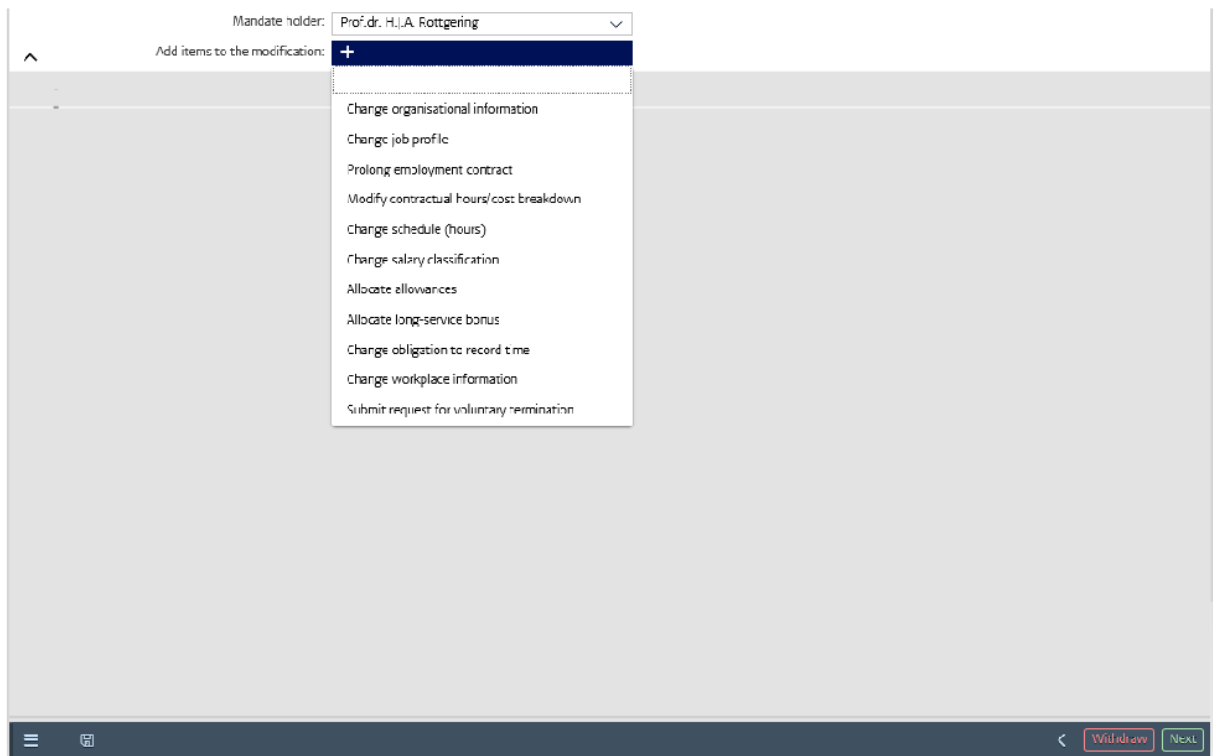 Mandate holder: Prof.dr. H.J.A. Rottgering
Add items to the modification: +
Change organisational information
Change job profile
Prolong employment contract
Modify contractual hours/cost breakdown
Change schedule (hours)
Change salary classification
Allocate allowances
Allocate long-service bonus
Change obligation to record time
Change workplace information
Submit request for voluntary termination
Withdraw Next